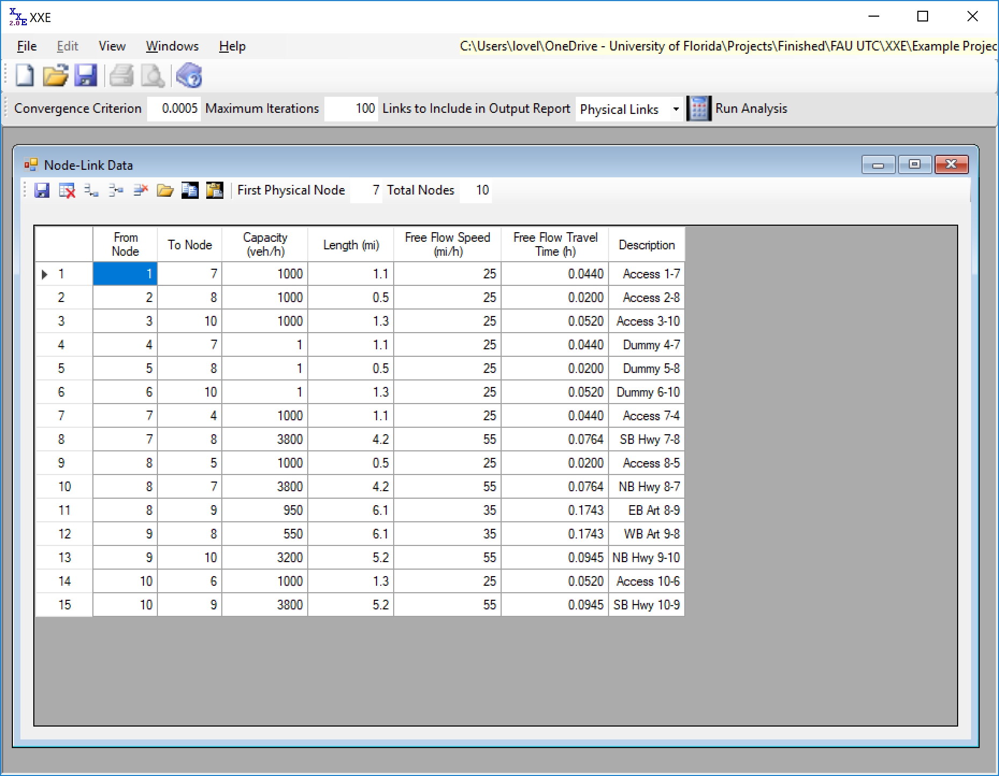 XXE
2.0
XXE
File Edit View Windows Help C:\Users\lovel\OneDrive - University of Florida\Projects\Finished\FAU UTC\XXE\Example Projec
Convergence Criterion 0.0005 Maximum Iterations 100 Links to Include in Output Report Physical Links Run Analysis
Node-Link Data
First Physical Node 7 Total Nodes 10
From Node To Node Capacity (veh/h) Length (mi) Free Flow Speed (mi/h) Free Flow Travel Time (h) Description
1 1 7 1000 1.1 25 0.0440 Access 1-7
2 2 8 1000 0.5 25 0.0200 Access 2-8
3 3 10 1000 1.3 25 0.0520 Access 3-10
4 4 7 1 1.1 25 0.0440 Dummy 4-7
5 5 8 1 0.5 25 0.0200 Dummy 5-8
6 6 10 1 1.3 25 0.0520 Dummy 6-10
7 7 4 1000 1.1 25 0.0440 Access 7-4
8 7 8 3800 4.2 55 0.0764 SB Hwy 7-8
9 8 5 1000 0.5 25 0.0200 Access 8-5
10 8 7 3800 4.2 55 0.0764 NB Hwy 8-7
11 8 9 950 6.1 35 0.1743 EB Art 8-9
12 9 8 550 6.1 35 0.1743 WB Art 9-8
13 9 10 3200 5.2 55 0.0945 NB Hwy 9-10
14 10 6 1000 1.3 25 0.0520 Access 10-6
15 10 9 3800 5.2 55 0.0945 SB Hwy 10-9